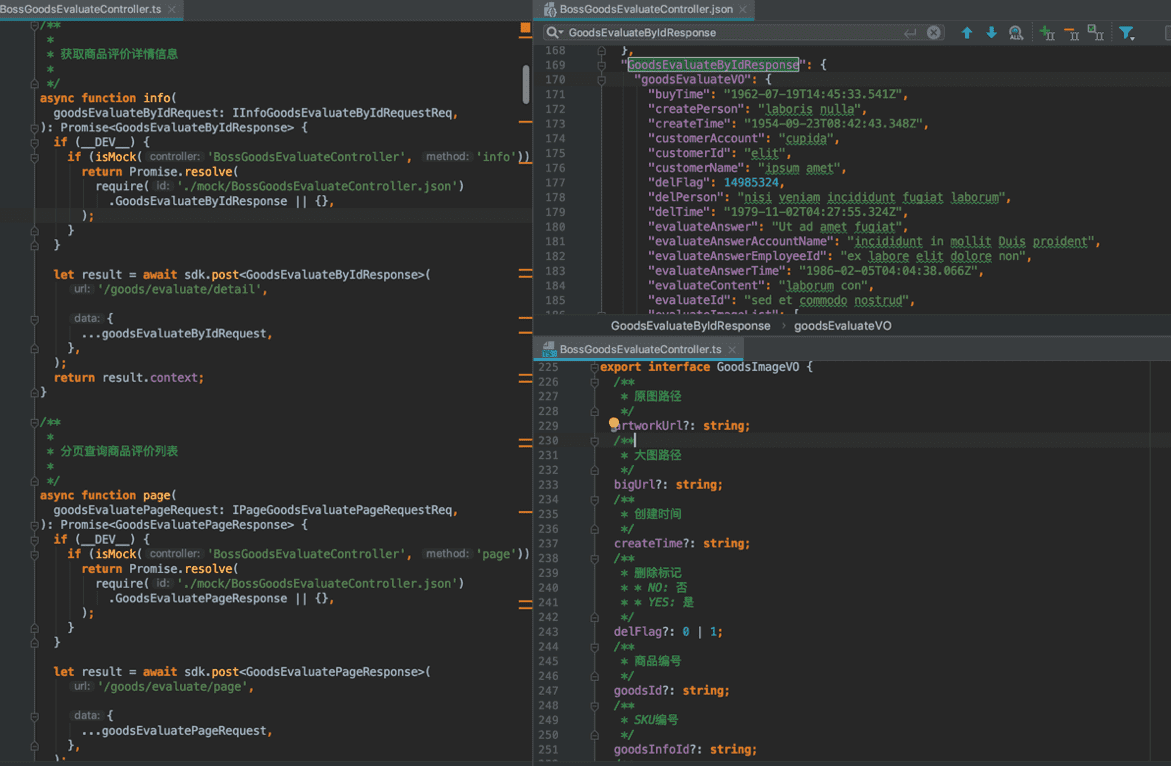 BossGoodsEvaluateController.ts
/**
*
* 获取商品评价详情信息
*
*/
async function info(
goodsEvaluateByIdRequest: IInfoGoodsEvaluateByIdRequestReq,
): Promise<GoodsEvaluateByIdResponse> {
if (__DEV__) {
if (isMock( controller: 'BossGoodsEvaluateController', method: 'info'))
return Promise.resolve(
require( id: './mock/BossGoodsEvaluateController.json')
.GoodsEvaluateByIdResponse || {},
);
}
}
let result = await sdk.post<GoodsEvaluateByIdResponse>(
url: '/goods/evaluate/detail',
data: {
...goodsEvaluateByIdRequest,
},
);
return result.context;
}
/**
*
* 分页查询商品评价列表
*
*/
async function page(
goodsEvaluatePageRequest: IPageGoodsEvaluatePageRequestReq,
): Promise<GoodsEvaluatePageResponse> {
if (__DEV__) {
if (isMock( controller: 'BossGoodsEvaluateController', method: 'page'))
return Promise.resolve(
require( id: './mock/BossGoodsEvaluateController.json')
.GoodsEvaluatePageResponse || {},
);
}
}
let result = await sdk.post<GoodsEvaluatePageResponse>(
url: '/goods/evaluate/page',
data: {
...goodsEvaluatePageRequest,
},
);
BossGoodsEvaluateController.json
GoodsEvaluateByIdResponse
168 },
169 "GoodsEvaluateByIdResponse": {
170 "goodsEvaluateVO": {
171 "buyTime": "1962-07-19T14:45:33.541Z",
172 "createPerson": "laboris nulla",
173 "createTime": "1954-09-23T08:42:43.348Z",
174 "customerAccount": "cupida",
175 "customerId": "elit",
176 "customerName": "ipsum amet",
177 "delFlag": 14985324,
178 "delPerson": "nisi veniam incididunt fugiat laborum",
179 "delTime": "1979-11-02T04:27:55.324Z",
180 "evaluateAnswer": "Ut ad amet fugiat",
181 "evaluateAnswerAccountName": "incididunt in mollit Duis proident",
182 "evaluateAnswerEmployeeId": "ex labore elit dolore non",
183 "evaluateAnswerTime": "1986-02-05T04:04:38.066Z",
184 "evaluateContent": "laborum con",
185 "evaluateId": "sed et commodo nostrud",
186 "evaluateImageList": [
GoodsEvaluateByIdResponse › goodsEvaluateVO
BossGoodsEvaluateController.ts
225 export interface GoodsImageVO {
226 /**
227 * 原图路径
228 */
229 artworkUrl?: string;
230 /**
231 * 大图路径
232 */
233 bigUrl?: string;
234 /**
235 * 创建时间
236 */
237 createTime?: string;
238 /**
239 * 删除标记
240 * * NO: 否
241 * * YES: 是
242 */
243 delFlag?: 0 | 1;
244 /**
245 * 商品编号
246 */
247 goodsId?: string;
248 /**
249 * SKU编号
250 */
251 goodsInfoId?: string;